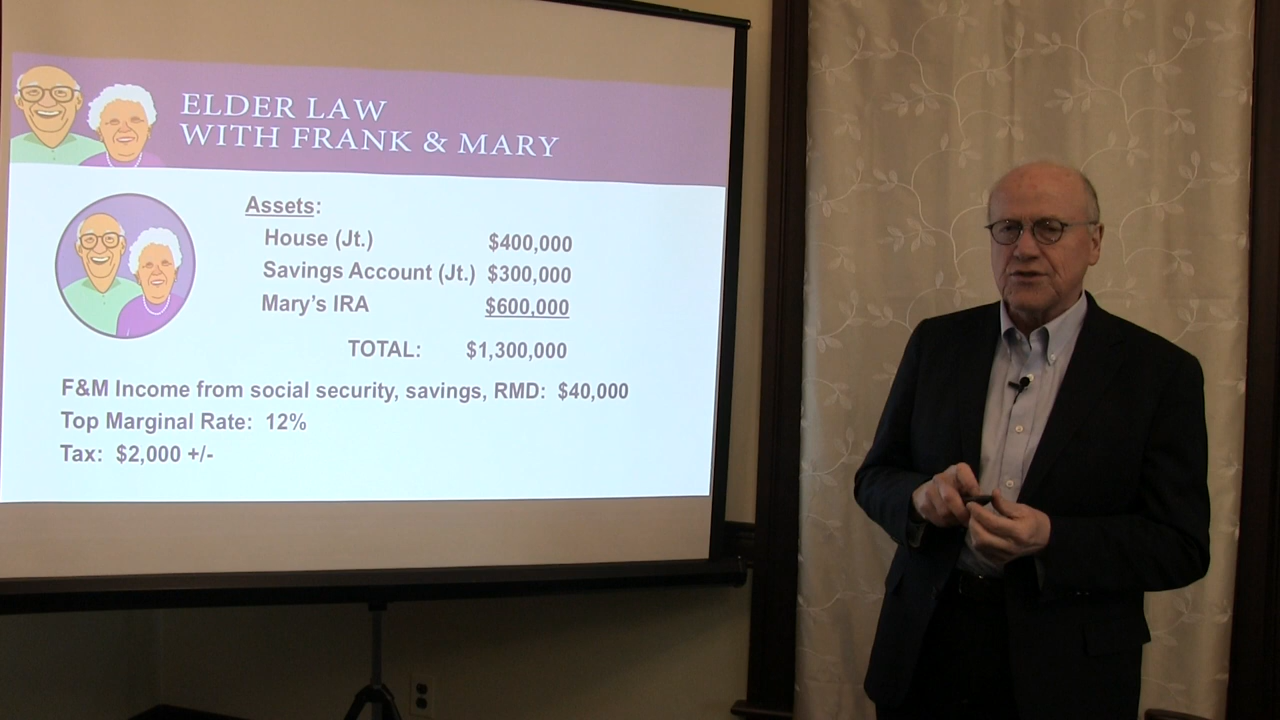 ELDER LAW
WITH FRANK & MARY
Assets:
House (Jt.) $400,000
Savings Account (Jt.) $300,000
Mary's IRA $600,000
TOTAL: $1,300,000
F&M Income from social security, savings, RMD: $40,000
Top Marginal Rate: 12%
Tax: $2,000 +/-